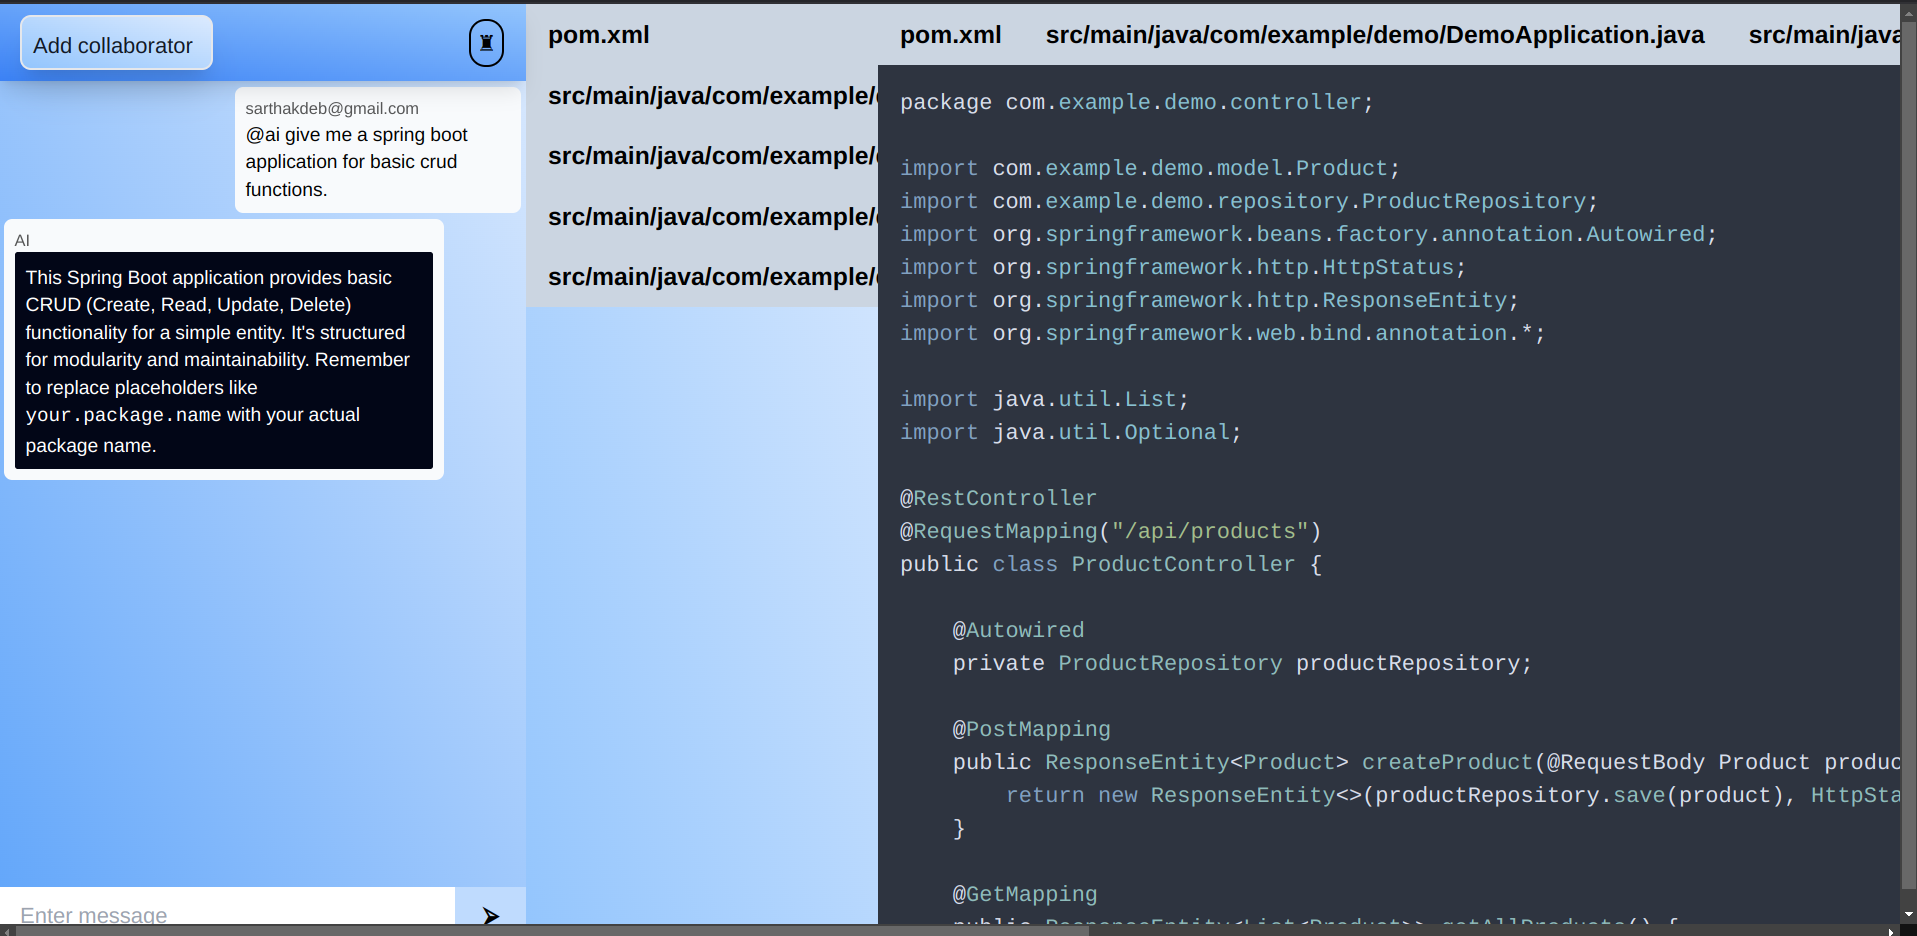 Add collaborator
sarthakdeb@gmail.com
@ai give me a spring boot
application for basic crud
functions.
AI
This Spring Boot application provides basic
CRUD (Create, Read, Update, Delete)
functionality for a simple entity. It's structured
for modularity and maintainability. Remember
to replace placeholders like
your.package.name with your actual
package name.
Enter message
pom.xml
src/main/java/com/example/
src/main/java/com/example/
src/main/java/com/example/
src/main/java/com/example/
pom.xml src/main/java/com/example/demo/DemoApplication.java src/main/java
package com.example.demo.controller;
import com.example.demo.model.Product;
import com.example.demo.repository.ProductRepository;
import org.springframework.beans.factory.annotation.Autowired;
import org.springframework.http.HttpStatus;
import org.springframework.http.ResponseEntity;
import org.springframework.web.bind.annotation.*;
import java.util.List;
import java.util.Optional;
@RestController
@RequestMapping("/api/products")
public class ProductController {
@Autowired
private ProductRepository productRepository;
@PostMapping
public ResponseEntity<Product> createProduct(@RequestBody Product produc
return new ResponseEntity<>(productRepository.save(product), HttpSta
}
@GetMapping
public ResponseEntity<List<Product>> getAllProducts() {